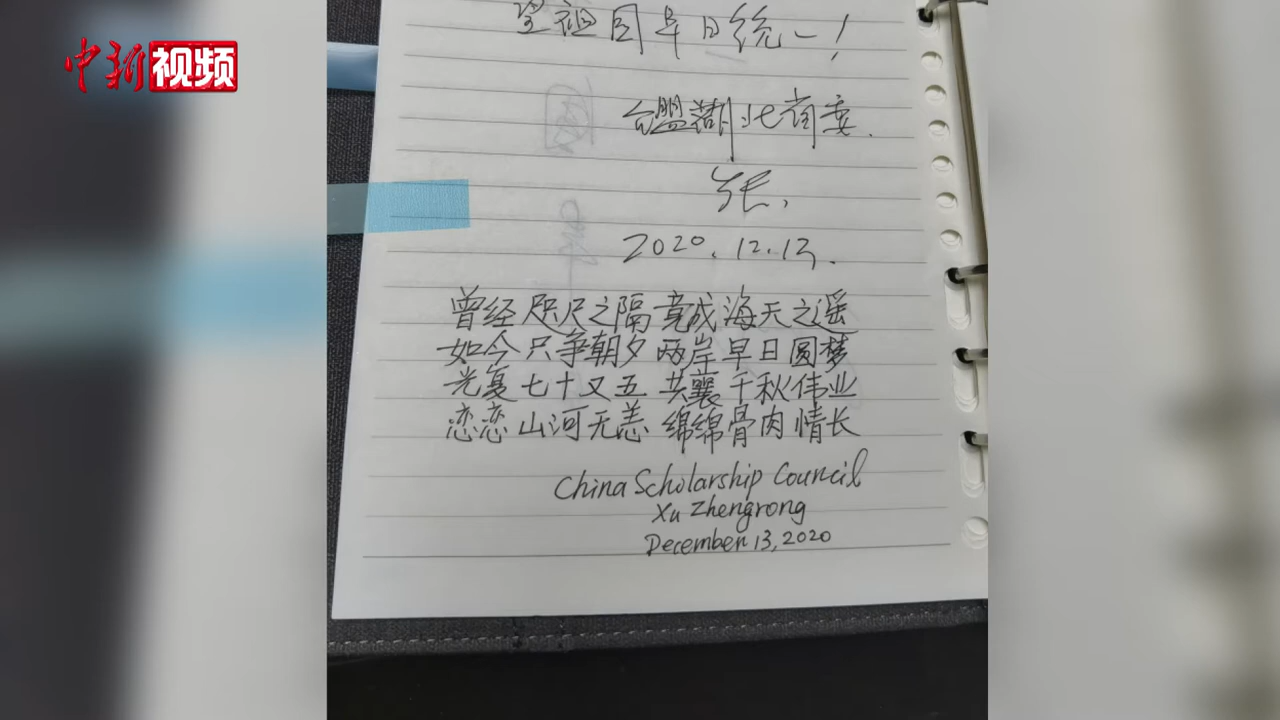 中新视频
望祖国早日统一!
台盟湖北省委.
张,
2020.12.13.
曾经咫尺之隔 竟成海天之遥
如今只争朝夕 两岸早日圆梦
光复七十又五 共襄千秋伟业
恋恋山河无恙 绵绵骨肉情长
China Scholarship Council
Xu Zhengrong
December 13, 2020